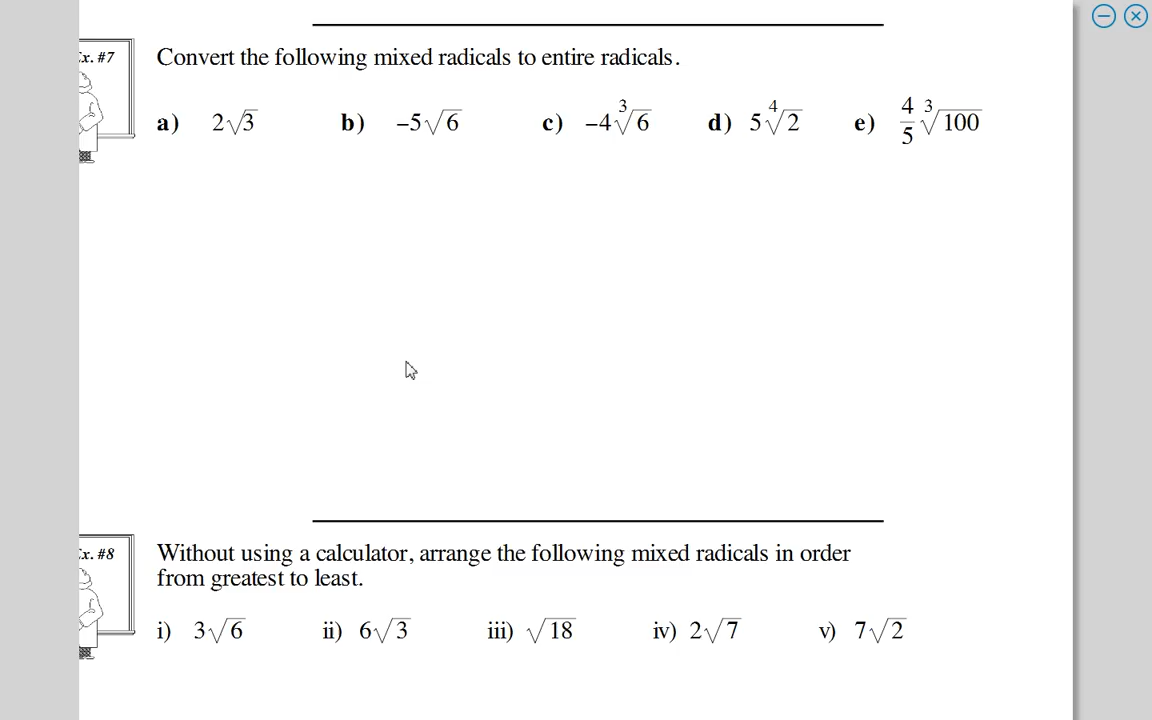 x. #7
Convert the following mixed radicals to entire radicals.
a) 2√3 b) −5√6 c) −4∛6 d) 5∜2 e) 4/5 ∛100
x. #8
Without using a calculator, arrange the following mixed radicals in order
from greatest to least.
i) 3√6 ii) 6√3 iii) √18 iv) 2√7 v) 7√2